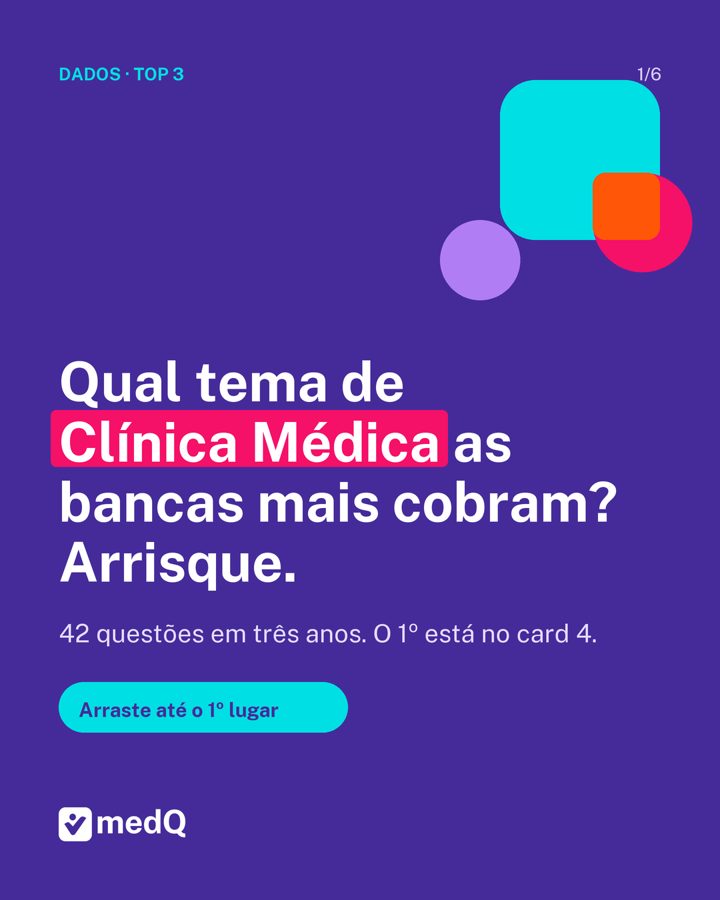 DADOS · TOP 3
1/6
Qual tema de
Clínica Médica as
bancas mais cobram?
Arrisque.
42 questões em três anos. O 1º está no card 4.
Arraste até o 1º lugar
medQ